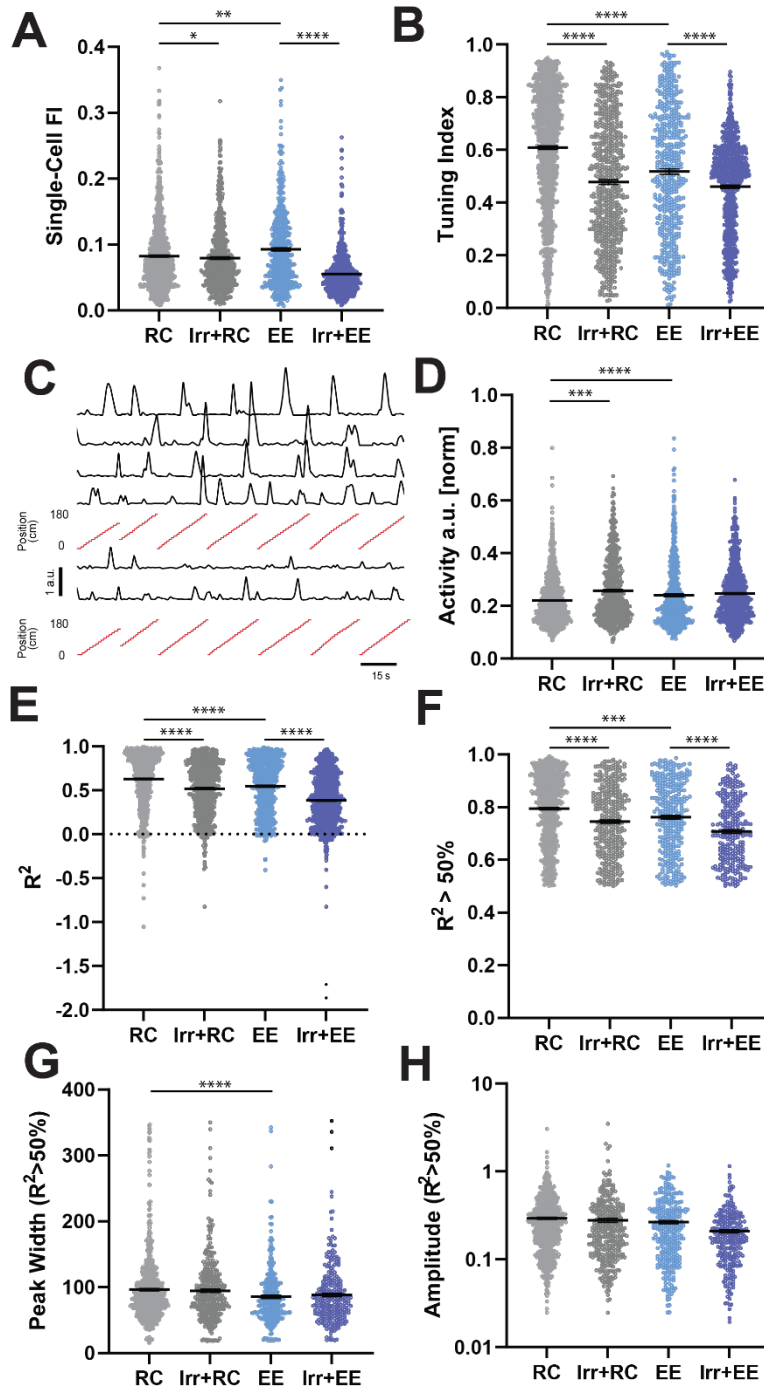 A
**
*
****
Single-Cell FI
0.4
0.3
0.2
0.1
0.0
RC Irr+RC EE Irr+EE
B
****
****
****
Tuning Index
1.0
0.8
0.6
0.4
0.2
0.0
RC Irr+RC EE Irr+EE
C
Position (cm)
180
0
1 a.u.
Position (cm)
180
0
15 s
D
****
***
Activity a.u. [norm]
1.0
0.8
0.6
0.4
0.2
0.0
RC Irr+RC EE Irr+EE
E
****
****
****
R²
1.0
0.5
0.0
-0.5
-1.0
-1.5
-2.0
RC Irr+RC EE Irr+EE
F
***
****
****
R² > 50%
1.0
0.8
0.6
0.4
0.2
0.0
RC Irr+RC EE Irr+EE
G
****
Peak Width (R²>50%)
400
300
200
100
0
RC Irr+RC EE Irr+EE
H
Amplitude (R²>50%)
10
1
0.1
0.01
RC Irr+RC EE Irr+EE